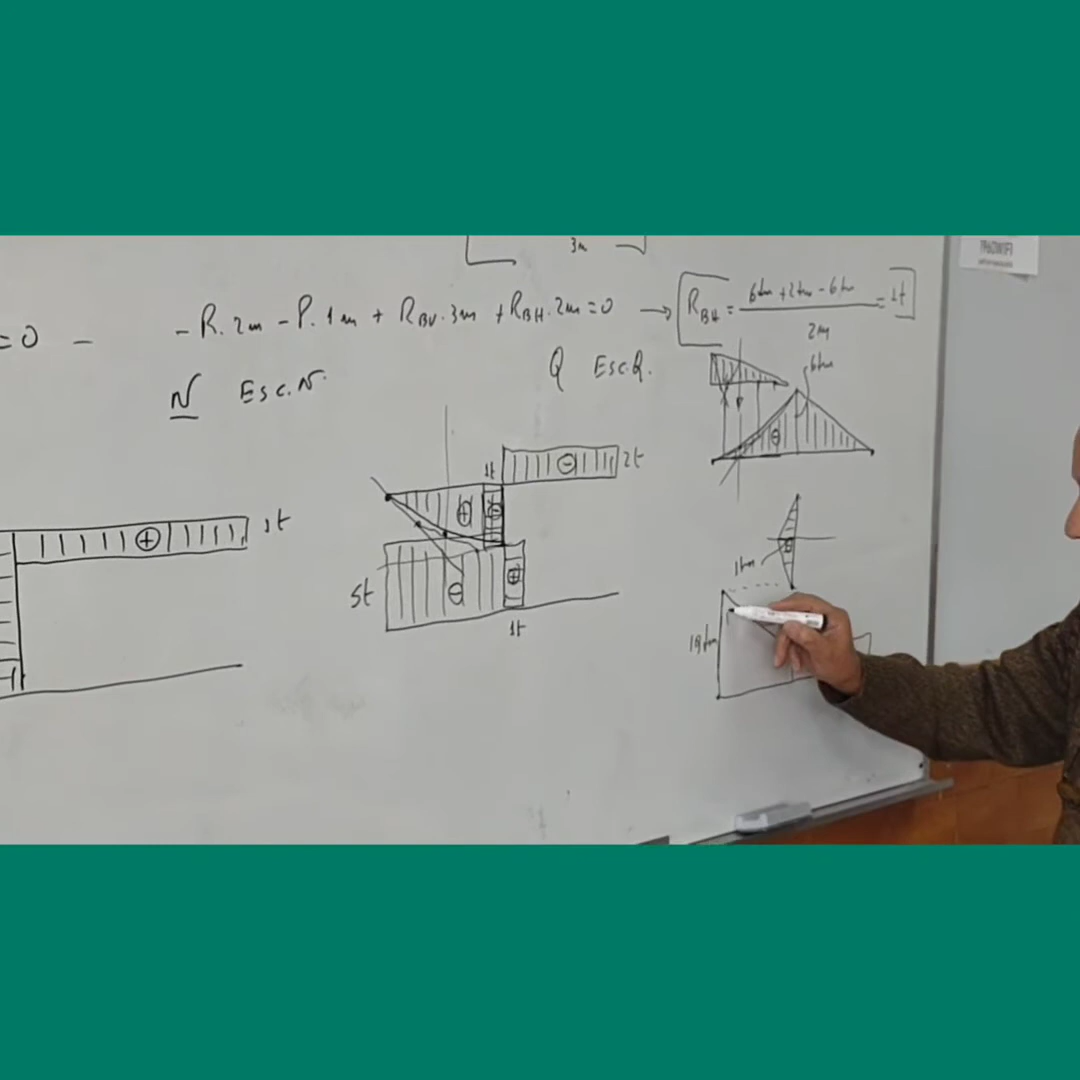 3m
=0 - - R.2m - P.1m + RBV.3m + RBH.2m=0 → RBH = 6tm+2tm-6tm / 2m = 1t
N Esc.N.
Q Esc.Q.
6tm
1t
⊖ 2t
⊖
⊕ 1t
⊕
5t ⊖ ⊕
1t
1tm